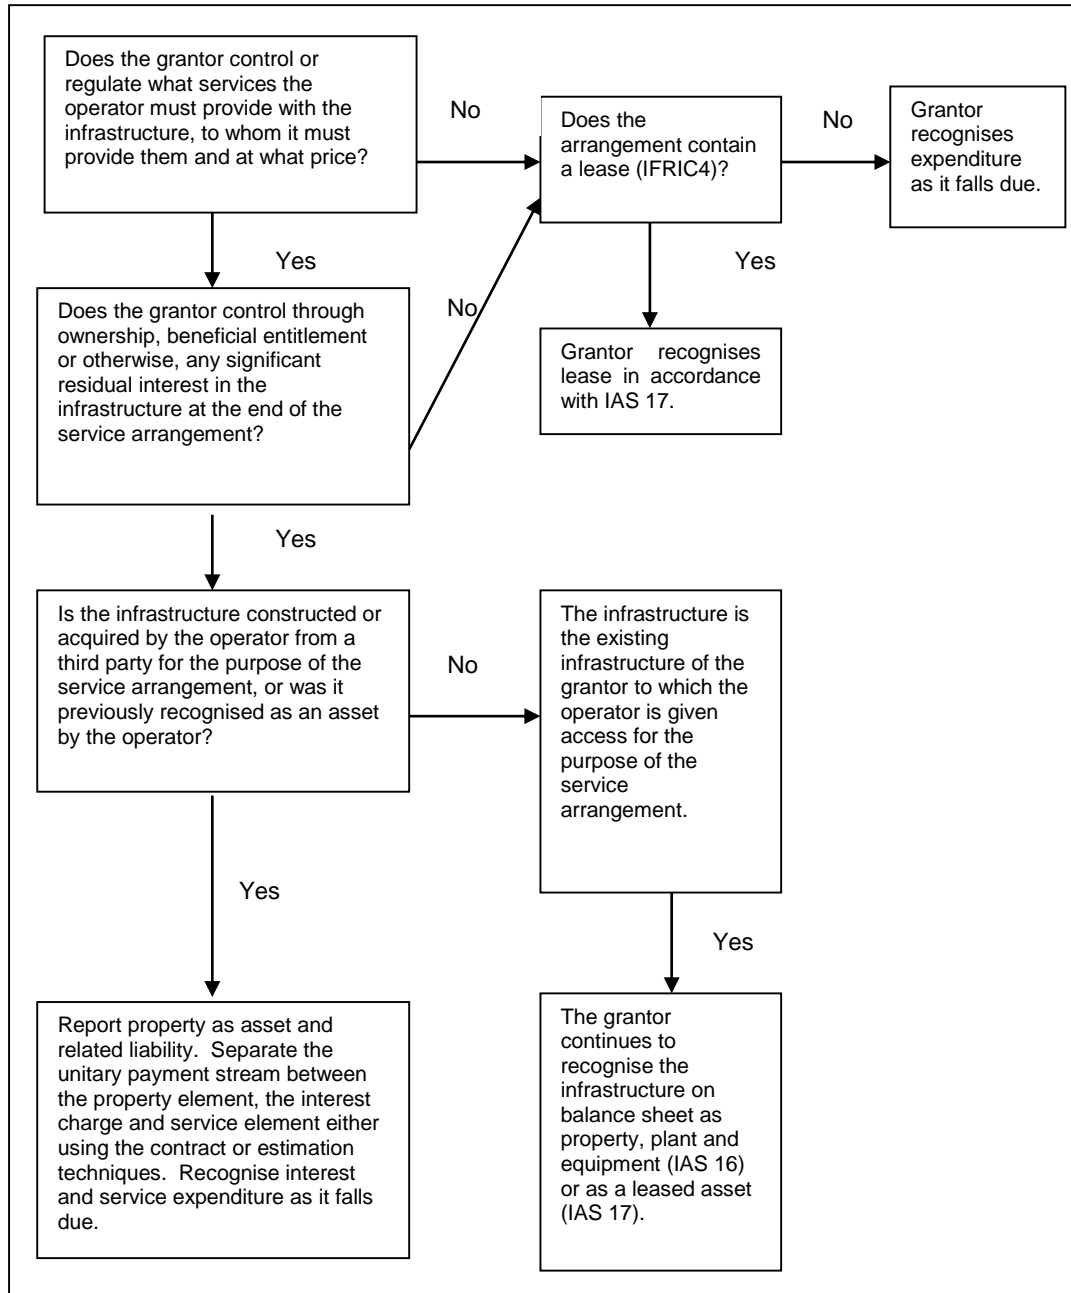 Does the grantor control or
regulate what services the
operator must provide with the
infrastructure, to whom it must
provide them and at what price?
No
Does the
arrangement contain
a lease (IFRIC4)?
No
Grantor
recognises
expenditure
as it falls due.
Yes
Yes
Does the grantor control through
ownership, beneficial entitlement
or otherwise, any significant
residual interest in the
infrastructure at the end of the
service arrangement?
No
Grantor recognises
lease in accordance
with IAS 17.
Yes
Is the infrastructure constructed or
acquired by the operator from a
third party for the purpose of the
service arrangement, or was it
previously recognised as an asset
by the operator?
No
The infrastructure is
the existing
infrastructure of the
grantor to which the
operator is given
access for the
purpose of the
service
arrangement.
Yes
Yes
Report property as asset and
related liability. Separate the
unitary payment stream between
the property element, the interest
charge and service element either
using the contract or estimation
techniques. Recognise interest
and service expenditure as it falls
due.
The grantor
continues to
recognise the
infrastructure on
balance sheet as
property, plant and
equipment (IAS 16)
or as a leased asset
(IAS 17).